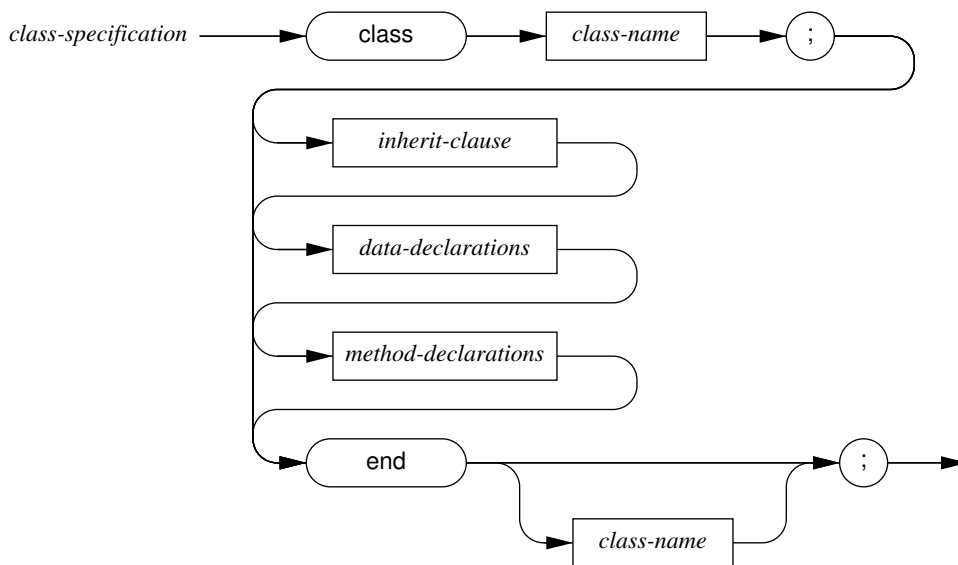 class-specification class class-name ;
inherit-clause
data-declarations
method-declarations
end ;
class-name